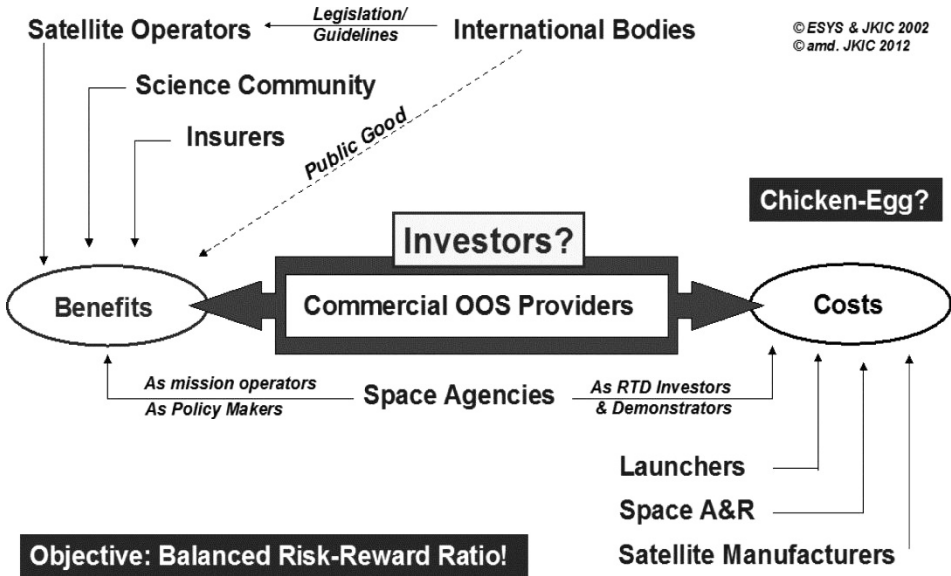 Legislation/
Satellite Operators
Guidelines
International Bodies
© ESYS & JKIC 2002
© amd. JKIC 2012
Science Community
Insurers
Public Good
Chicken-Egg?
Investors?
Benefits
Commercial OOS Providers
Costs
As mission operators
As Policy Makers
Space Agencies
As RTD Investors
& Demonstrators
Launchers
Space A&R
Satellite Manufacturers
Objective: Balanced Risk-Reward Ratio!